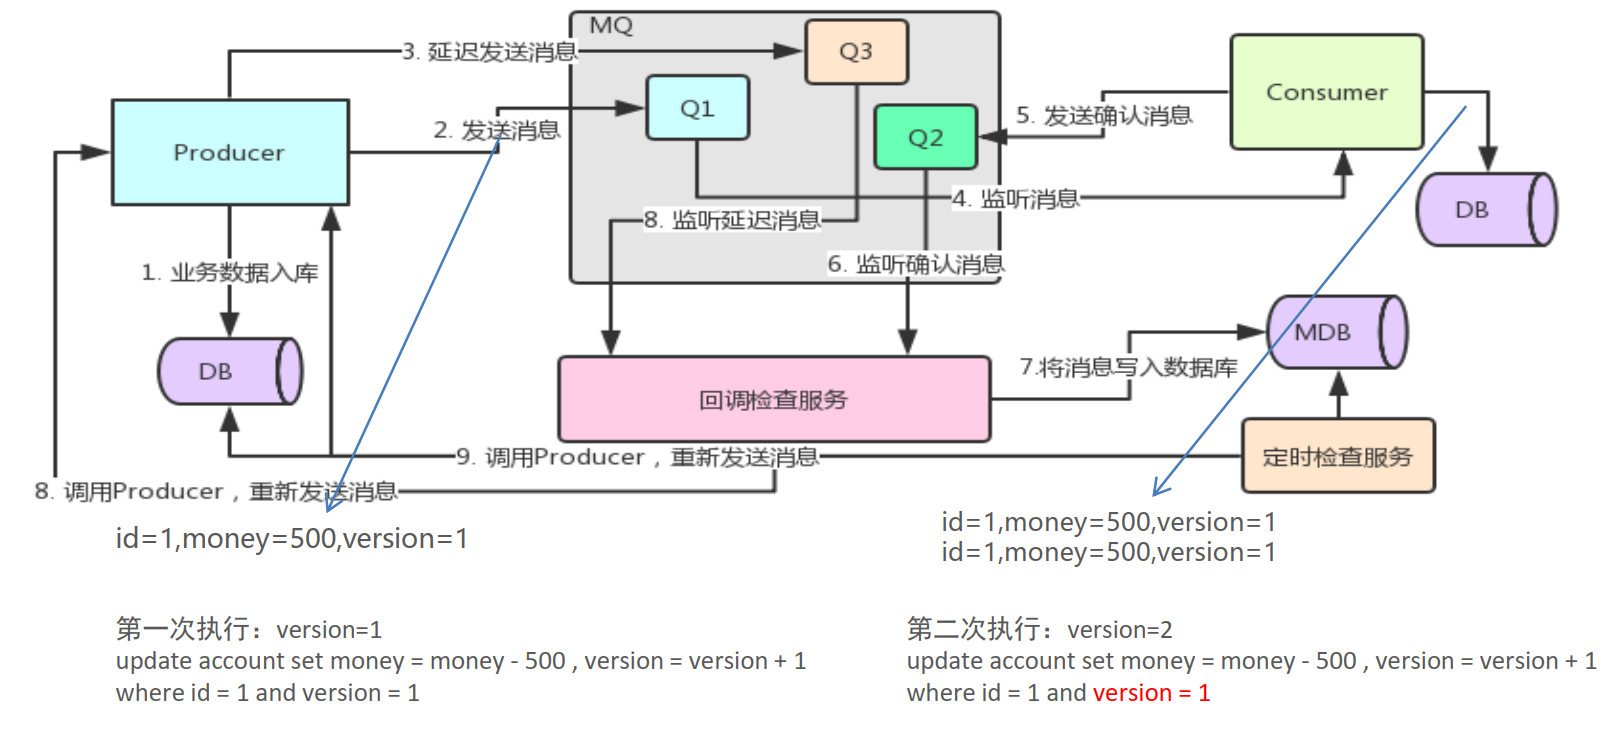 MQ
3. 延迟发送消息
Q3
Q1
Consumer
5. 发送确认消息
2. 发送消息
Q2
Producer
4. 监听消息
8. 监听延迟消息
DB
1. 业务数据入库
6. 监听确认消息
MDB
7.将消息写入数据库
DB
回调检查服务
9. 调用Producer，重新发送消息
定时检查服务
8. 调用Producer，重新发送消息
id=1,money=500,version=1
id=1,money=500,version=1
id=1,money=500,version=1
第一次执行：version=1
update account set money = money - 500 , version = version + 1
where id = 1 and version = 1
第二次执行：version=2
update account set money = money - 500 , version = version + 1
where id = 1 and version = 1